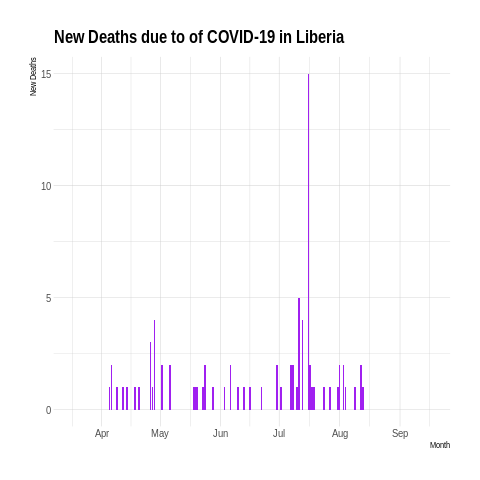 New Deaths due to of COVID-19 in Liberia
New Deaths
15
10
5
0
Apr May Jun Jul Aug Sep
Month